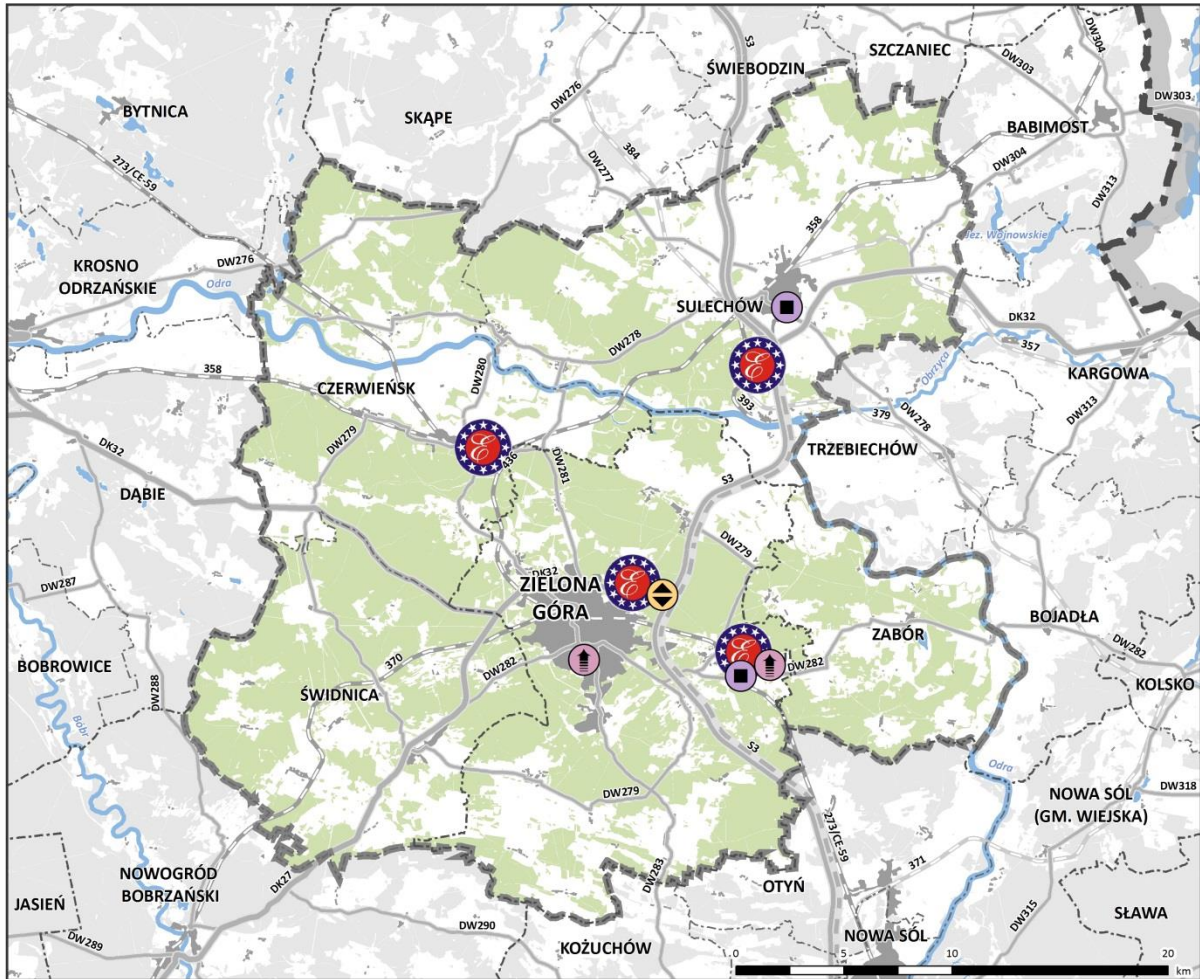 SZCZANIEC
S3
ŚWIEBODZIN
DW303
DW304
DW276
DW303
BYTNICA
SKĄPE
BABIMOST
384
DW304
273/CE-59
DW277
DW313
358
Jez. Wojnowskie
KROSNO
ODRZAŃSKIE
DW276
Odra
SULECHÓW
DK32
DW278
357
Obrzyca
358
DW280
KARGOWA
CZERWIEŃSK
393
379
DW278
DW313
DW279
TRZEBIECHÓW
DK32
436
DW281
DĄBIE
S3
DW279
DW287
DK32
ZIELONA
GÓRA
BOJADŁA
ZABÓR
BOBROWICE
370
DW282
DW282
DW282
KOLSKO
ŚWIDNICA
DW288
Bobr
S3
Odra
NOWA SÓL
(GM. WIEJSKA)
DW318
DW279
273/CE-59
371
NOWOGRÓD
BOBRZAŃSKI
DK27
DW283
OTYŃ
JASIEŃ
DW290
DW315
SŁAWA
DW289
KOŻUCHÓW
NOWA SÓL
0 5 10 20
km